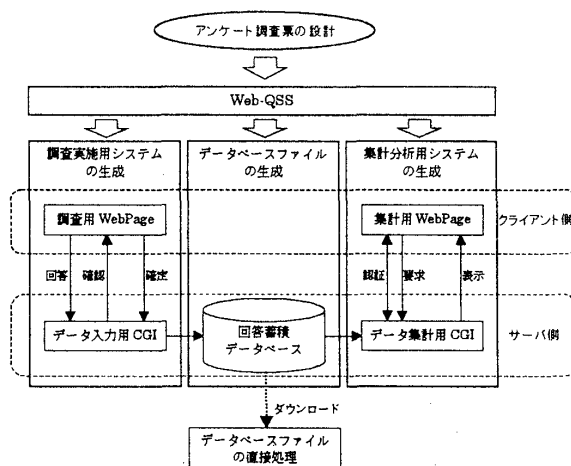 アンケート調査票の設計
Web-QSS
調査実施用システム
の生成
データベースファイル
の生成
集計分析用システム
の生成
調査用 WebPage
集計用 WebPage
クライアント側
回答
確認
確定
認証
要求
表示
データ入力用 CGI
回答蓄積
データベース
データ集計用 CGI
サーバ側
ダウンロード
データベースファイル
の直接処理